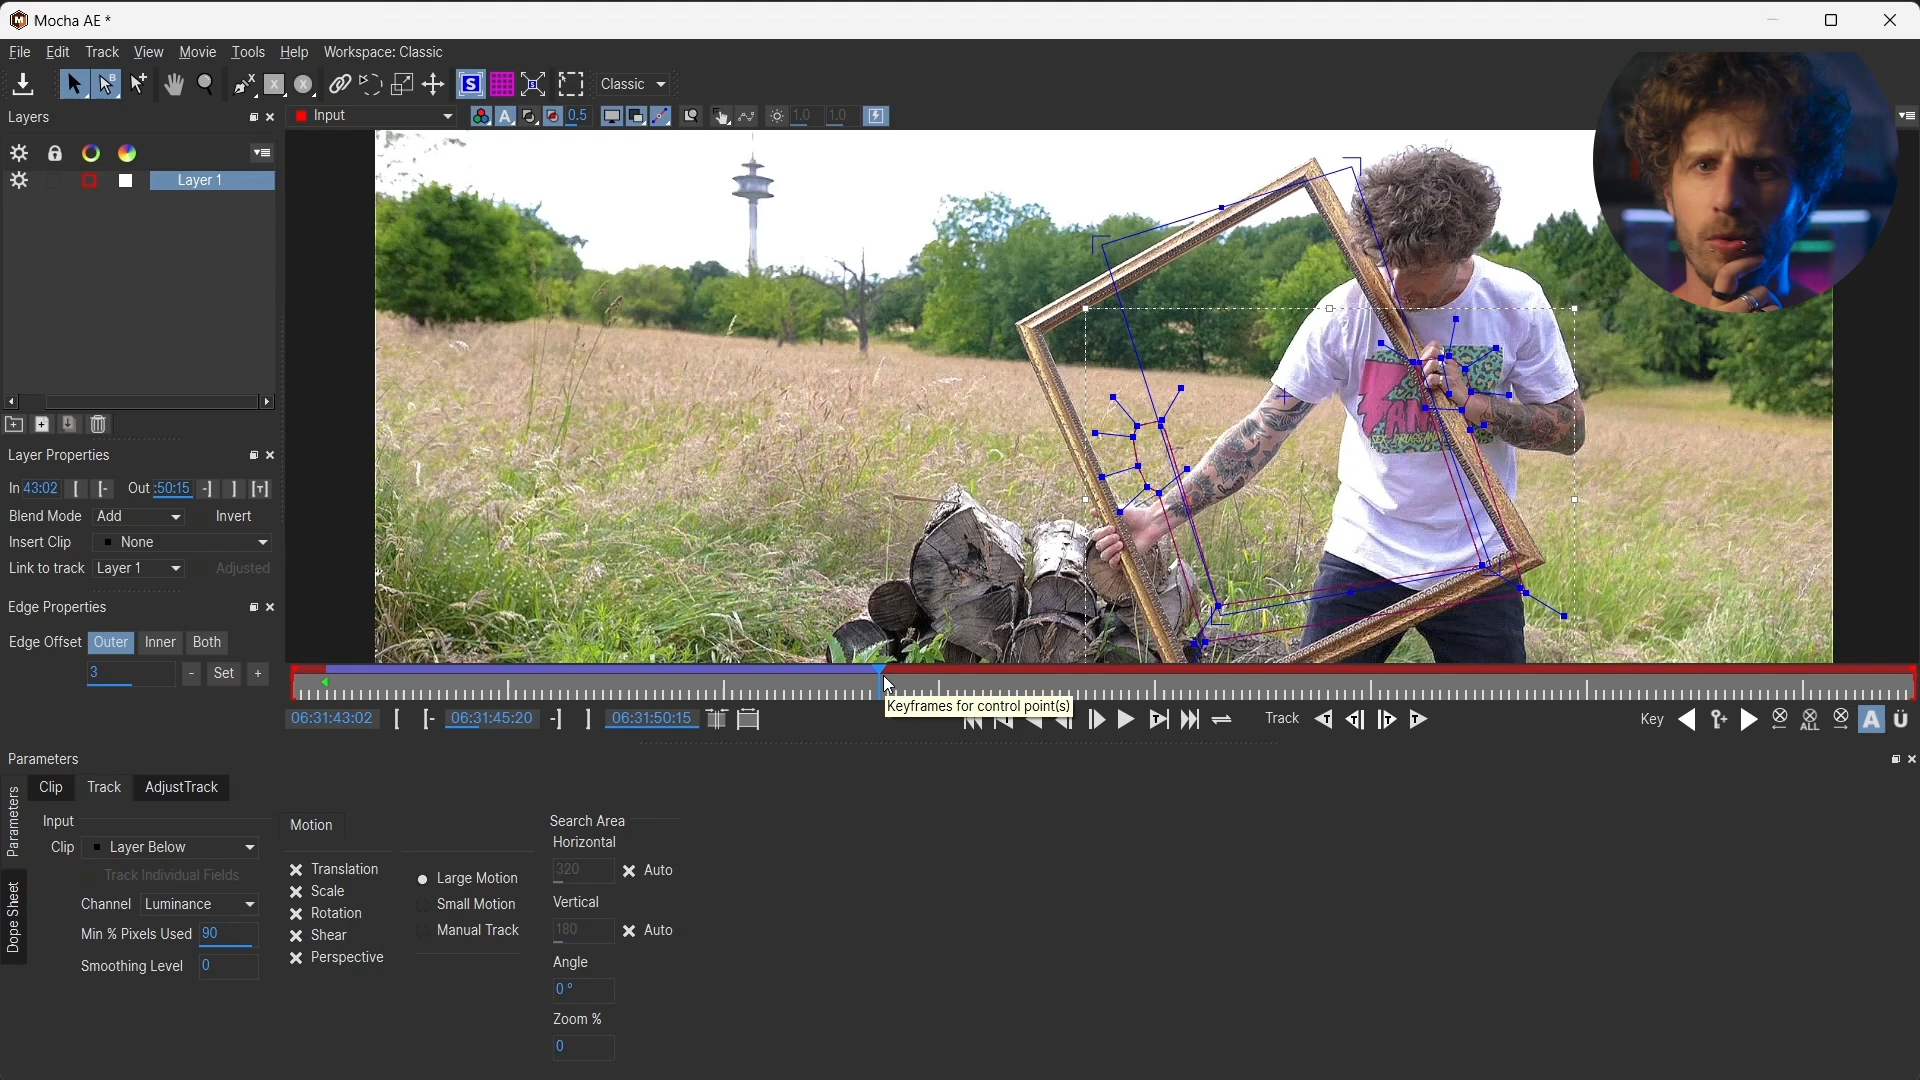 Mocha AE *
File Edit Track View Movie Tools Help Workspace: Classic
Classic
Layers
Input
0.5
1.0
1.0
Layer 1
Layer Properties
In 43:02 Out :50:15
Blend Mode Add Invert
Insert Clip None
Link to track Layer 1 Adjusted
Edge Properties
Edge Offset Outer Inner Both
3 - Set +
Keyframes for control point(s)
06:31:43:02 06:31:45:20 06:31:50:15 Track Key ALL A Ü
Parameters
Clip Track AdjustTrack
Parameters
Dope Sheet
Input
Clip Layer Below
Track Individual Fields
Channel Luminance
Min % Pixels Used 90
Smoothing Level 0
Motion
Translation
Scale
Rotation
Shear
Perspective
Large Motion
Small Motion
Manual Track
Search Area
Horizontal
320 Auto
Vertical
180 Auto
Angle
0 °
Zoom %
0